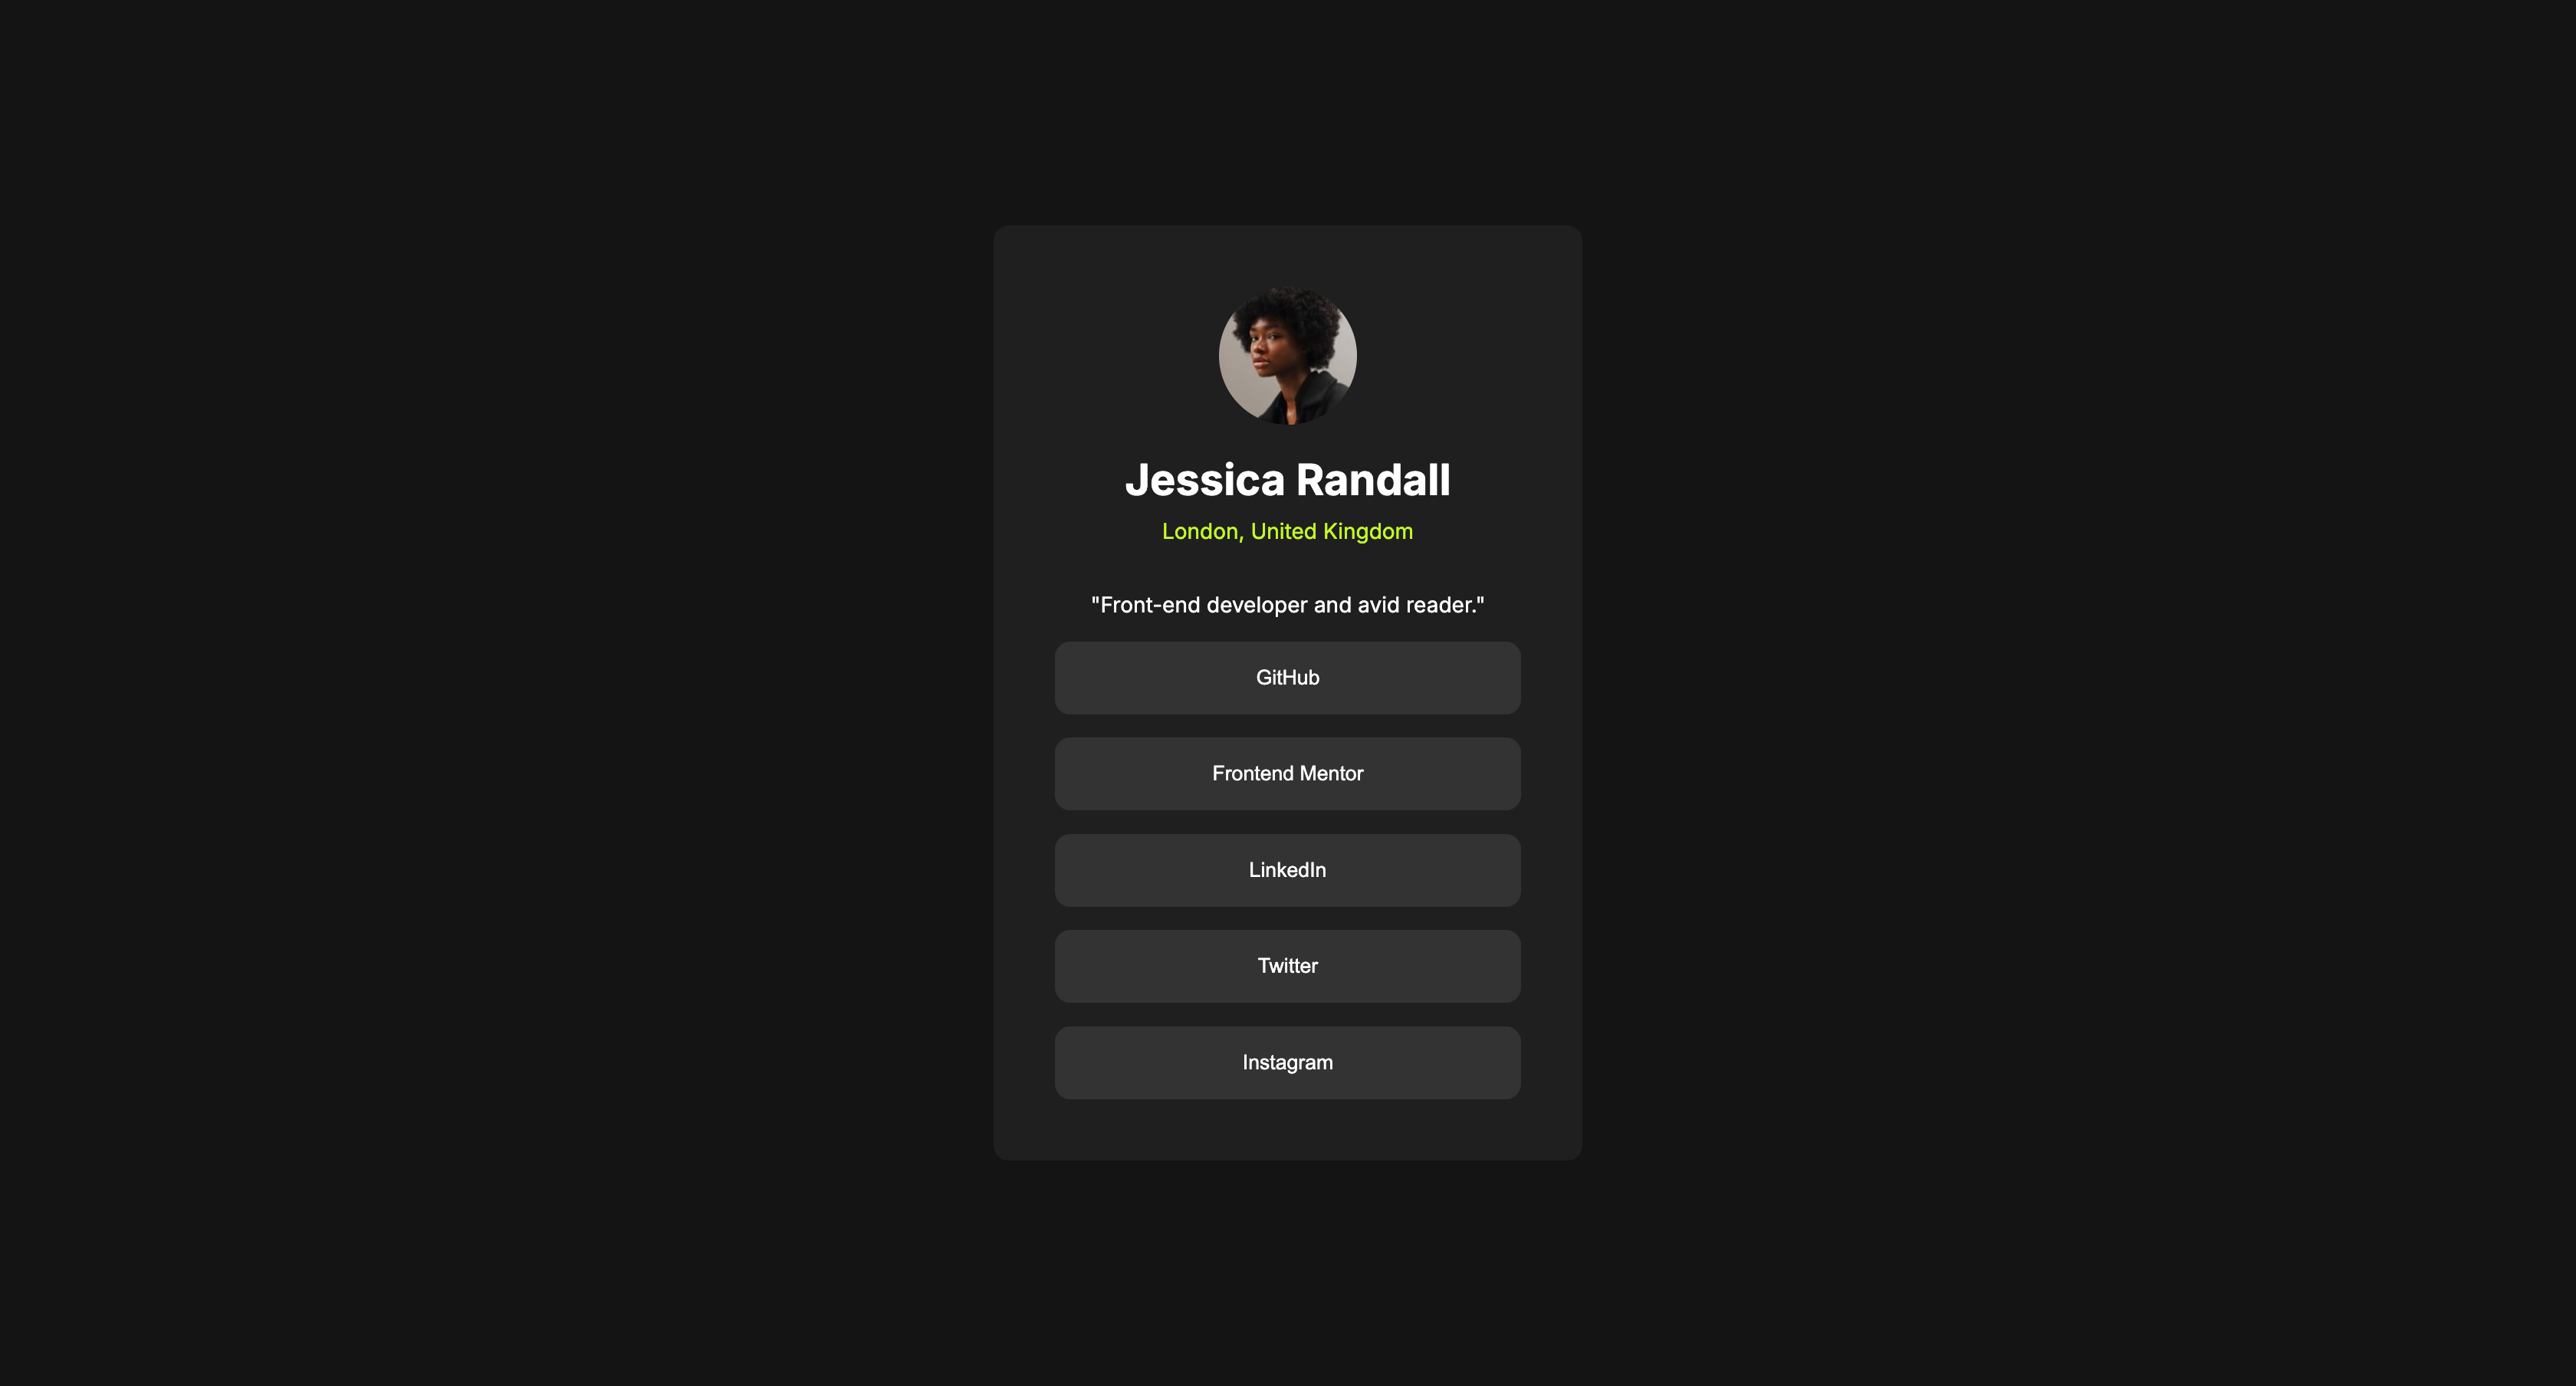 Jessica Randall
London, United Kingdom
"Front-end developer and avid reader."
GitHub
Frontend Mentor
LinkedIn
Twitter
Instagram